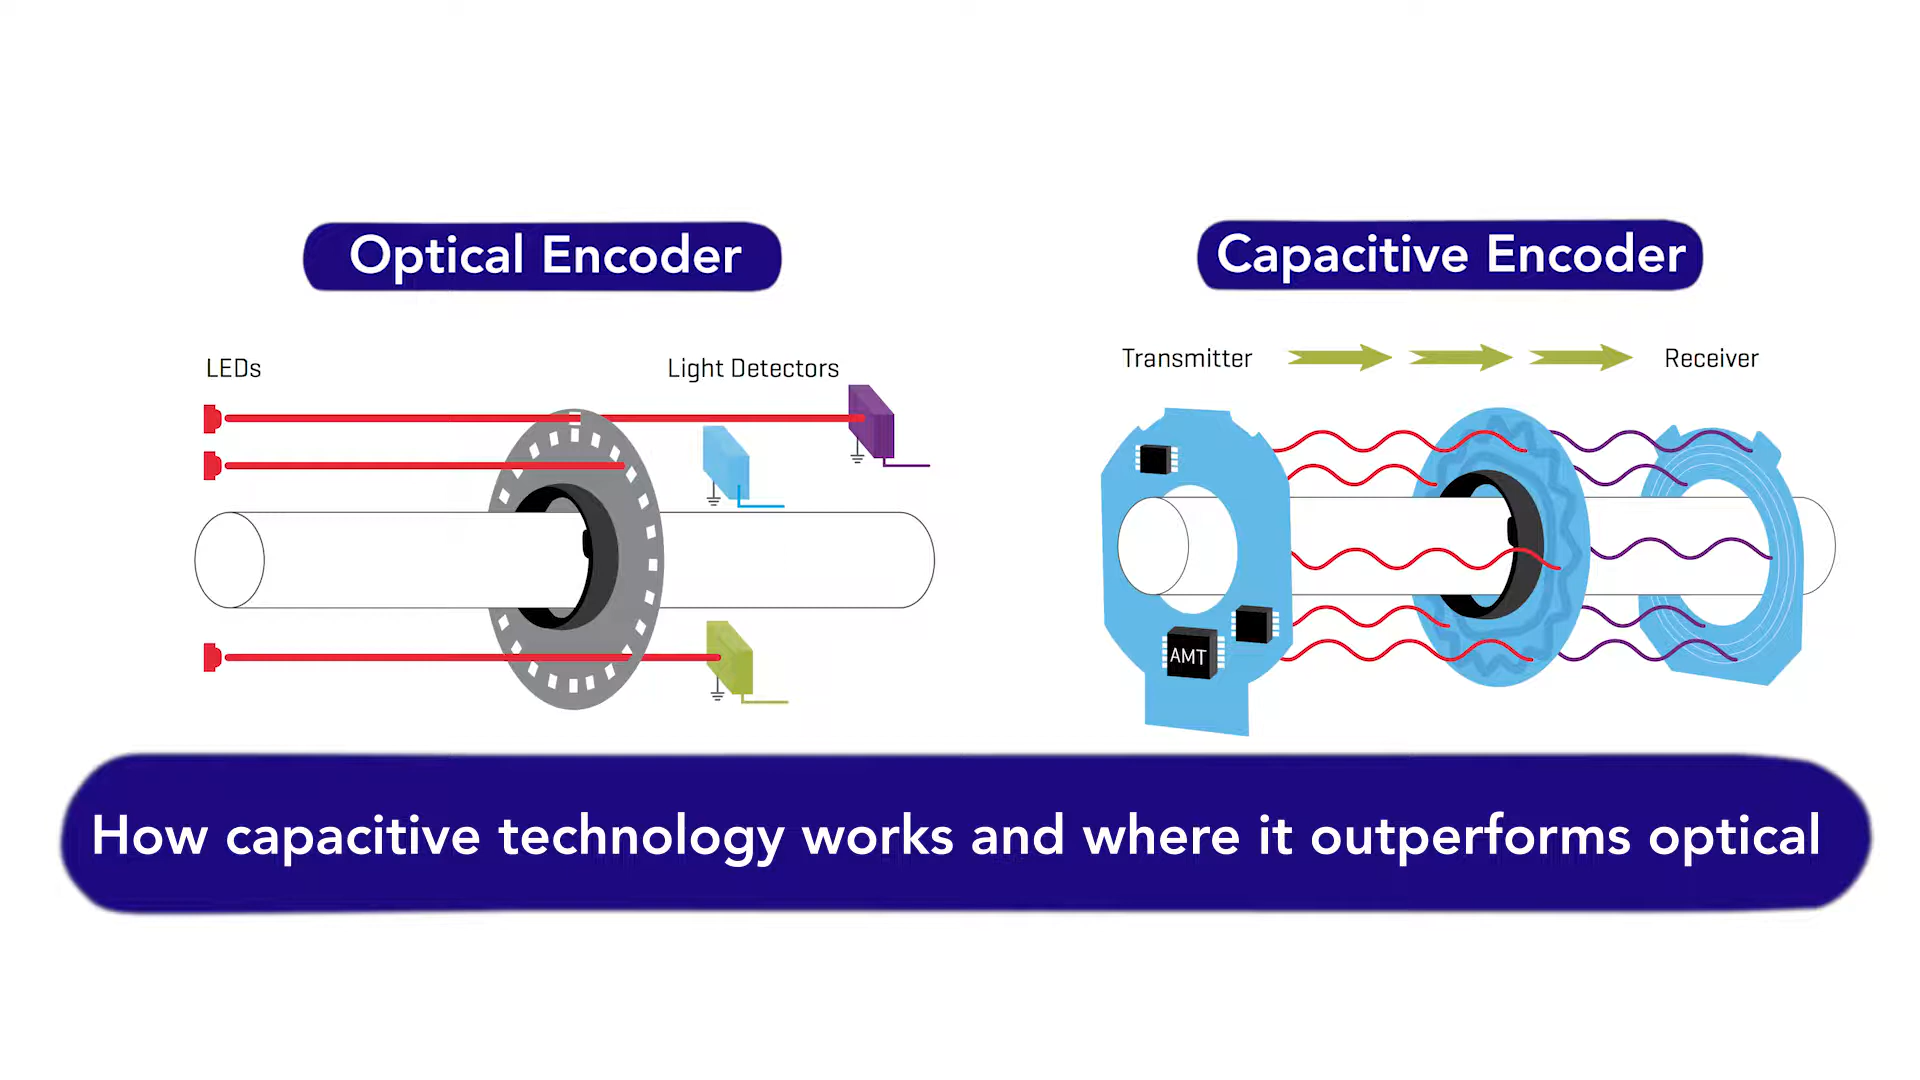 Optical Encoder
Capacitive Encoder
LEDs
Light Detectors
Transmitter
Receiver
AMT
How capacitive technology works and where it outperforms optical